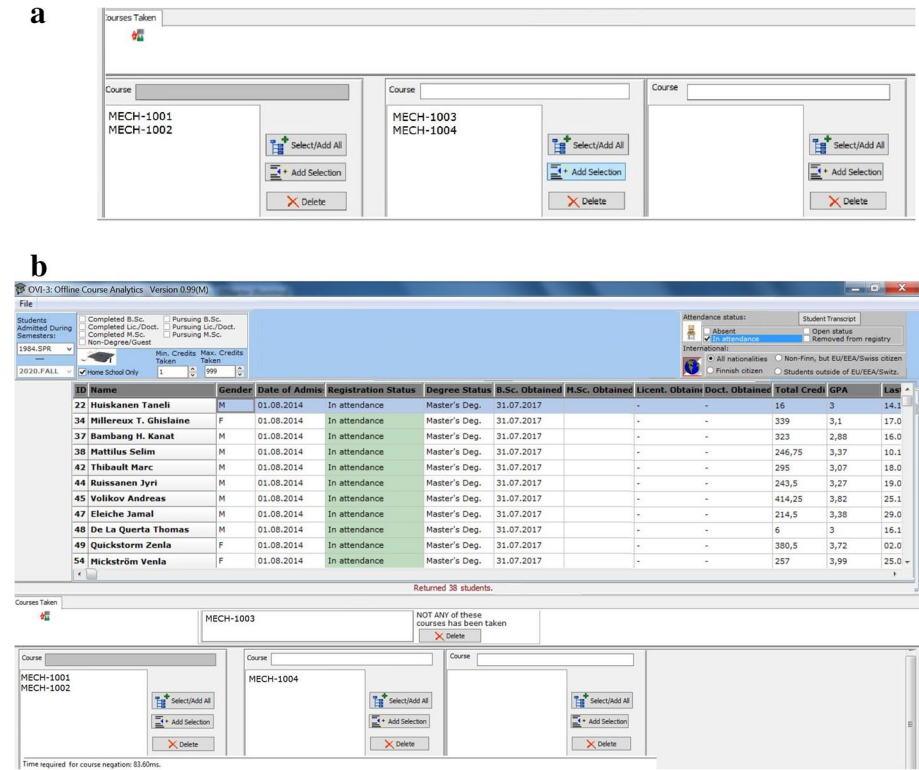 a
Courses Taken
Course
Course
Course
MECH-1001
MECH-1002
MECH-1003
MECH-1004
Select/Add All
Select/Add All
Select/Add All
Add Selection
Add Selection
Add Selection
Delete
Delete
Delete
b
OVI-3: Offline Course Analytics Version 0.99(M)
File
Students
Admitted During
Semesters:
1984.SPR
—
2020.FALL
Completed B.Sc.
Completed Lic./Doct.
Completed M.Sc.
Non-Degree/Guest
Pursuing B.Sc.
Pursuing Lic./Doct.
Pursuing M.Sc.
Min. Credits Max. Credits
Taken Taken
Home School Only 1 999
Attendance status:
Student Transcript
Absent
In attendance
Open status
Removed from registry
International:
All nationalities
Non-Finn, but EU/EEA/Swiss citizen
Finnish citizen
Students outside of EU/EEA/Switz.
ID Name Gender Date of Admis Registration Status Degree Status B.Sc. Obtained M.Sc. Obtained Licent. Obtain Doct. Obtained Total Credi GPA Las
22 Huiskanen Taneli M 01.08.2014 In attendance Master's Deg. 31.07.2017 - - 16 3 14.1
34 Millereux T. Ghislaine F 01.08.2014 In attendance Master's Deg. 31.07.2017 - - 339 3,1 17.0
37 Bambang H. Kanat M 01.08.2014 In attendance Master's Deg. 31.07.2017 - - 323 2,88 16.0
38 Mattilus Selim M 01.08.2014 In attendance Master's Deg. 31.07.2017 - - 246,75 3,37 10.1
42 Thibault Marc M 01.08.2014 In attendance Master's Deg. 31.07.2017 - - 295 3,07 18.0
44 Ruissanen Jyri M 01.08.2014 In attendance Master's Deg. 31.07.2017 - - 243,5 3,27 19.0
45 Volikov Andreas M 01.08.2014 In attendance Master's Deg. 31.07.2017 - - 414,25 3,82 25.1
47 Eleiche Jamal M 01.08.2014 In attendance Master's Deg. 31.07.2017 - - 214,5 3,38 29.0
48 De La Querta Thomas M 01.08.2014 In attendance Master's Deg. 31.07.2017 - - 6 3 16.1
49 Quickstorm Zenla F 01.08.2014 In attendance Master's Deg. 31.07.2017 - - 380,5 3,72 02.0
54 Mickström Venla F 01.08.2014 In attendance Master's Deg. 31.07.2017 - - 257 3,99 25.0
Returned 38 students.
Courses Taken
MECH-1003
NOT ANY of these
courses has been taken
Delete
Course
Course
Course
MECH-1001
MECH-1002
MECH-1004
Select/Add All
Select/Add All
Select/Add All
Add Selection
Add Selection
Add Selection
Delete
Delete
Delete
Time required for course negation: 83.60ms.